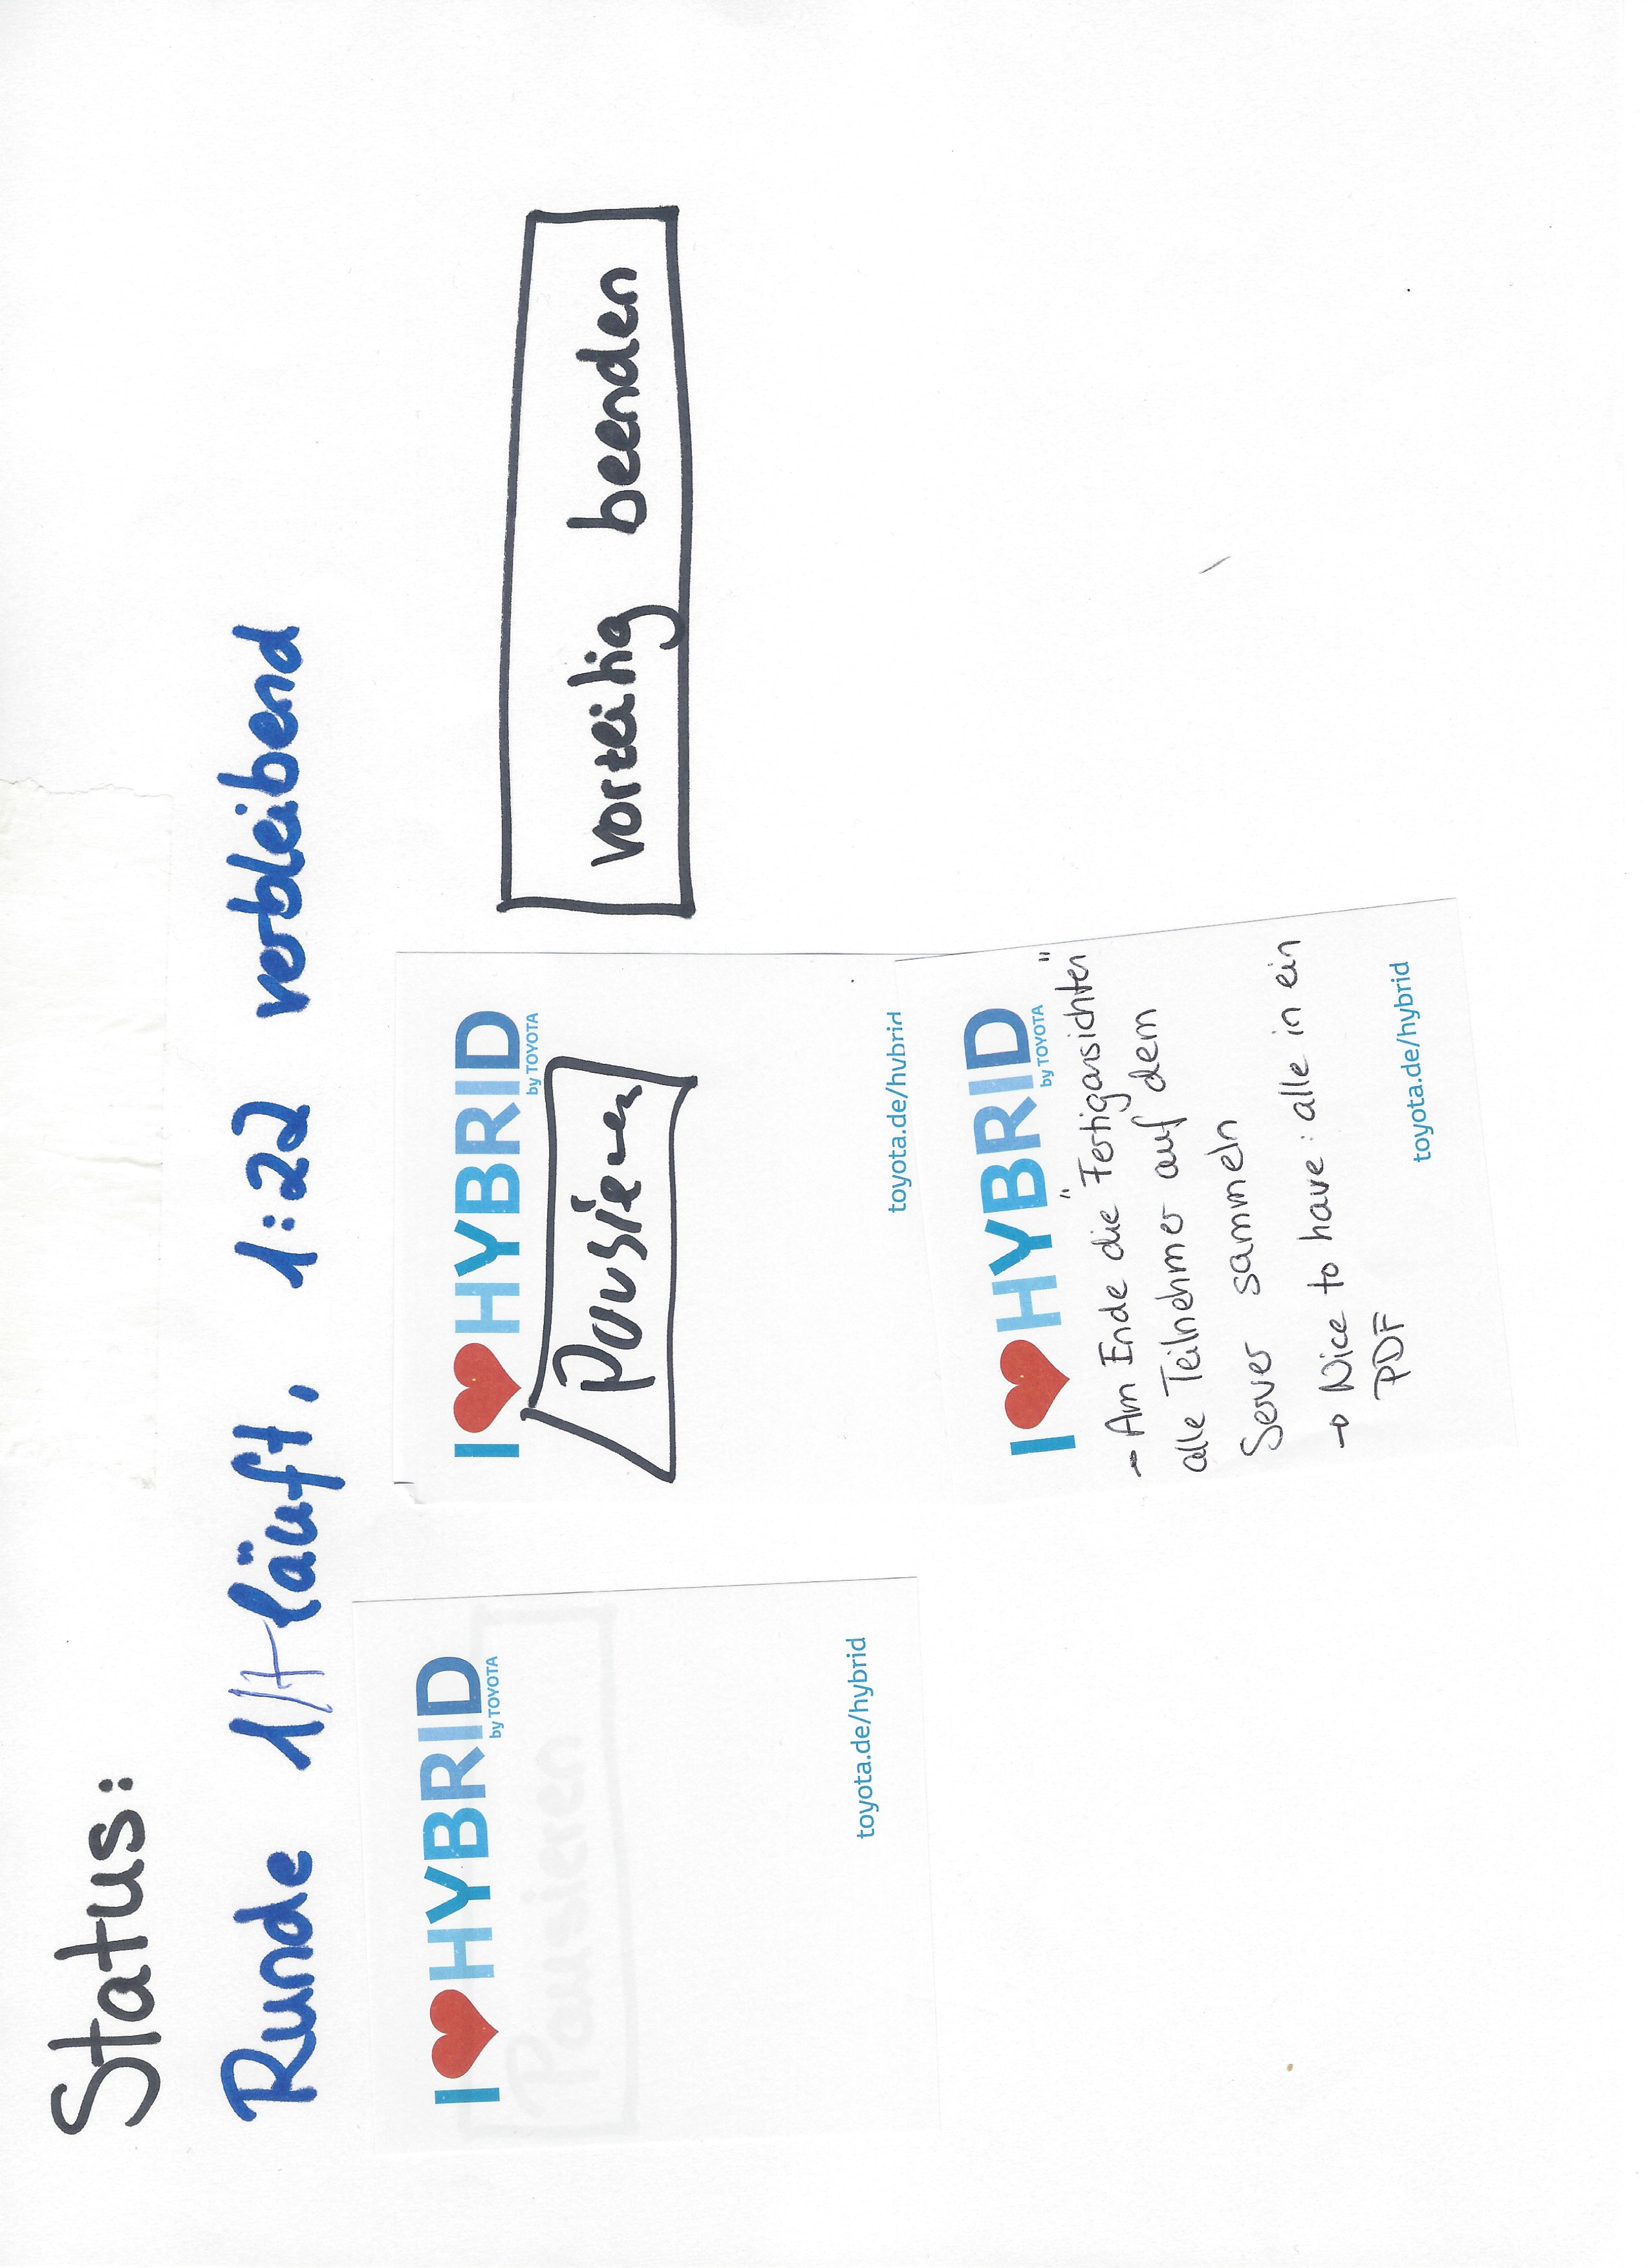 Status:
Runde 1/7 läuft, 1:22 verbleibend
I ❤ HYBRID
by TOYOTA
Pausieren
toyota.de/hybrid
I ❤ HYBRID
by TOYOTA
Pausieren
toyota.de/hybrid
vorzeitig beenden
I ❤ HYBRID
by TOYOTA
- Am Ende die "Fertigansichten"
alle Teilnehmer auf dem
Server sammeln
→ Nice to have: alle in ein
PDF
toyota.de/hybrid